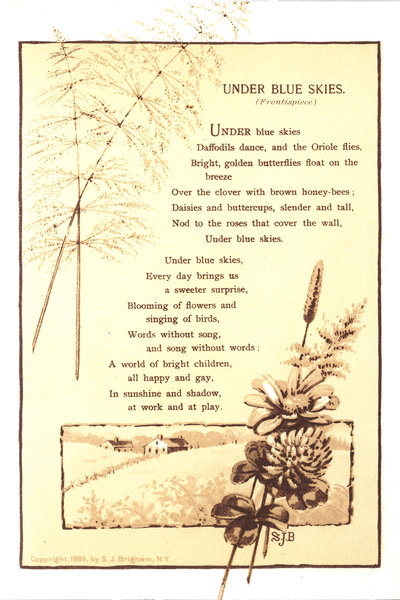 UNDER BLUE SKIES.
(Frontispiece)
UNDER blue skies
Daffodils dance, and the Oriole flies,
Bright, golden butterflies float on the
breeze
Over the clover with brown honey-bees;
Daisies and buttercups, slender and tall,
Nod to the roses that cover the wall,
Under blue skies.
Under blue skies,
Every day brings us
a sweeter surprise,
Blooming of flowers and
singing of birds,
Words without song,
and song without words;
A world of bright children,
all happy and gay,
In sunshine and shadow,
at work and at play.
S.J.B
Copyright, 1886, by S. J. Brigham, N.Y.